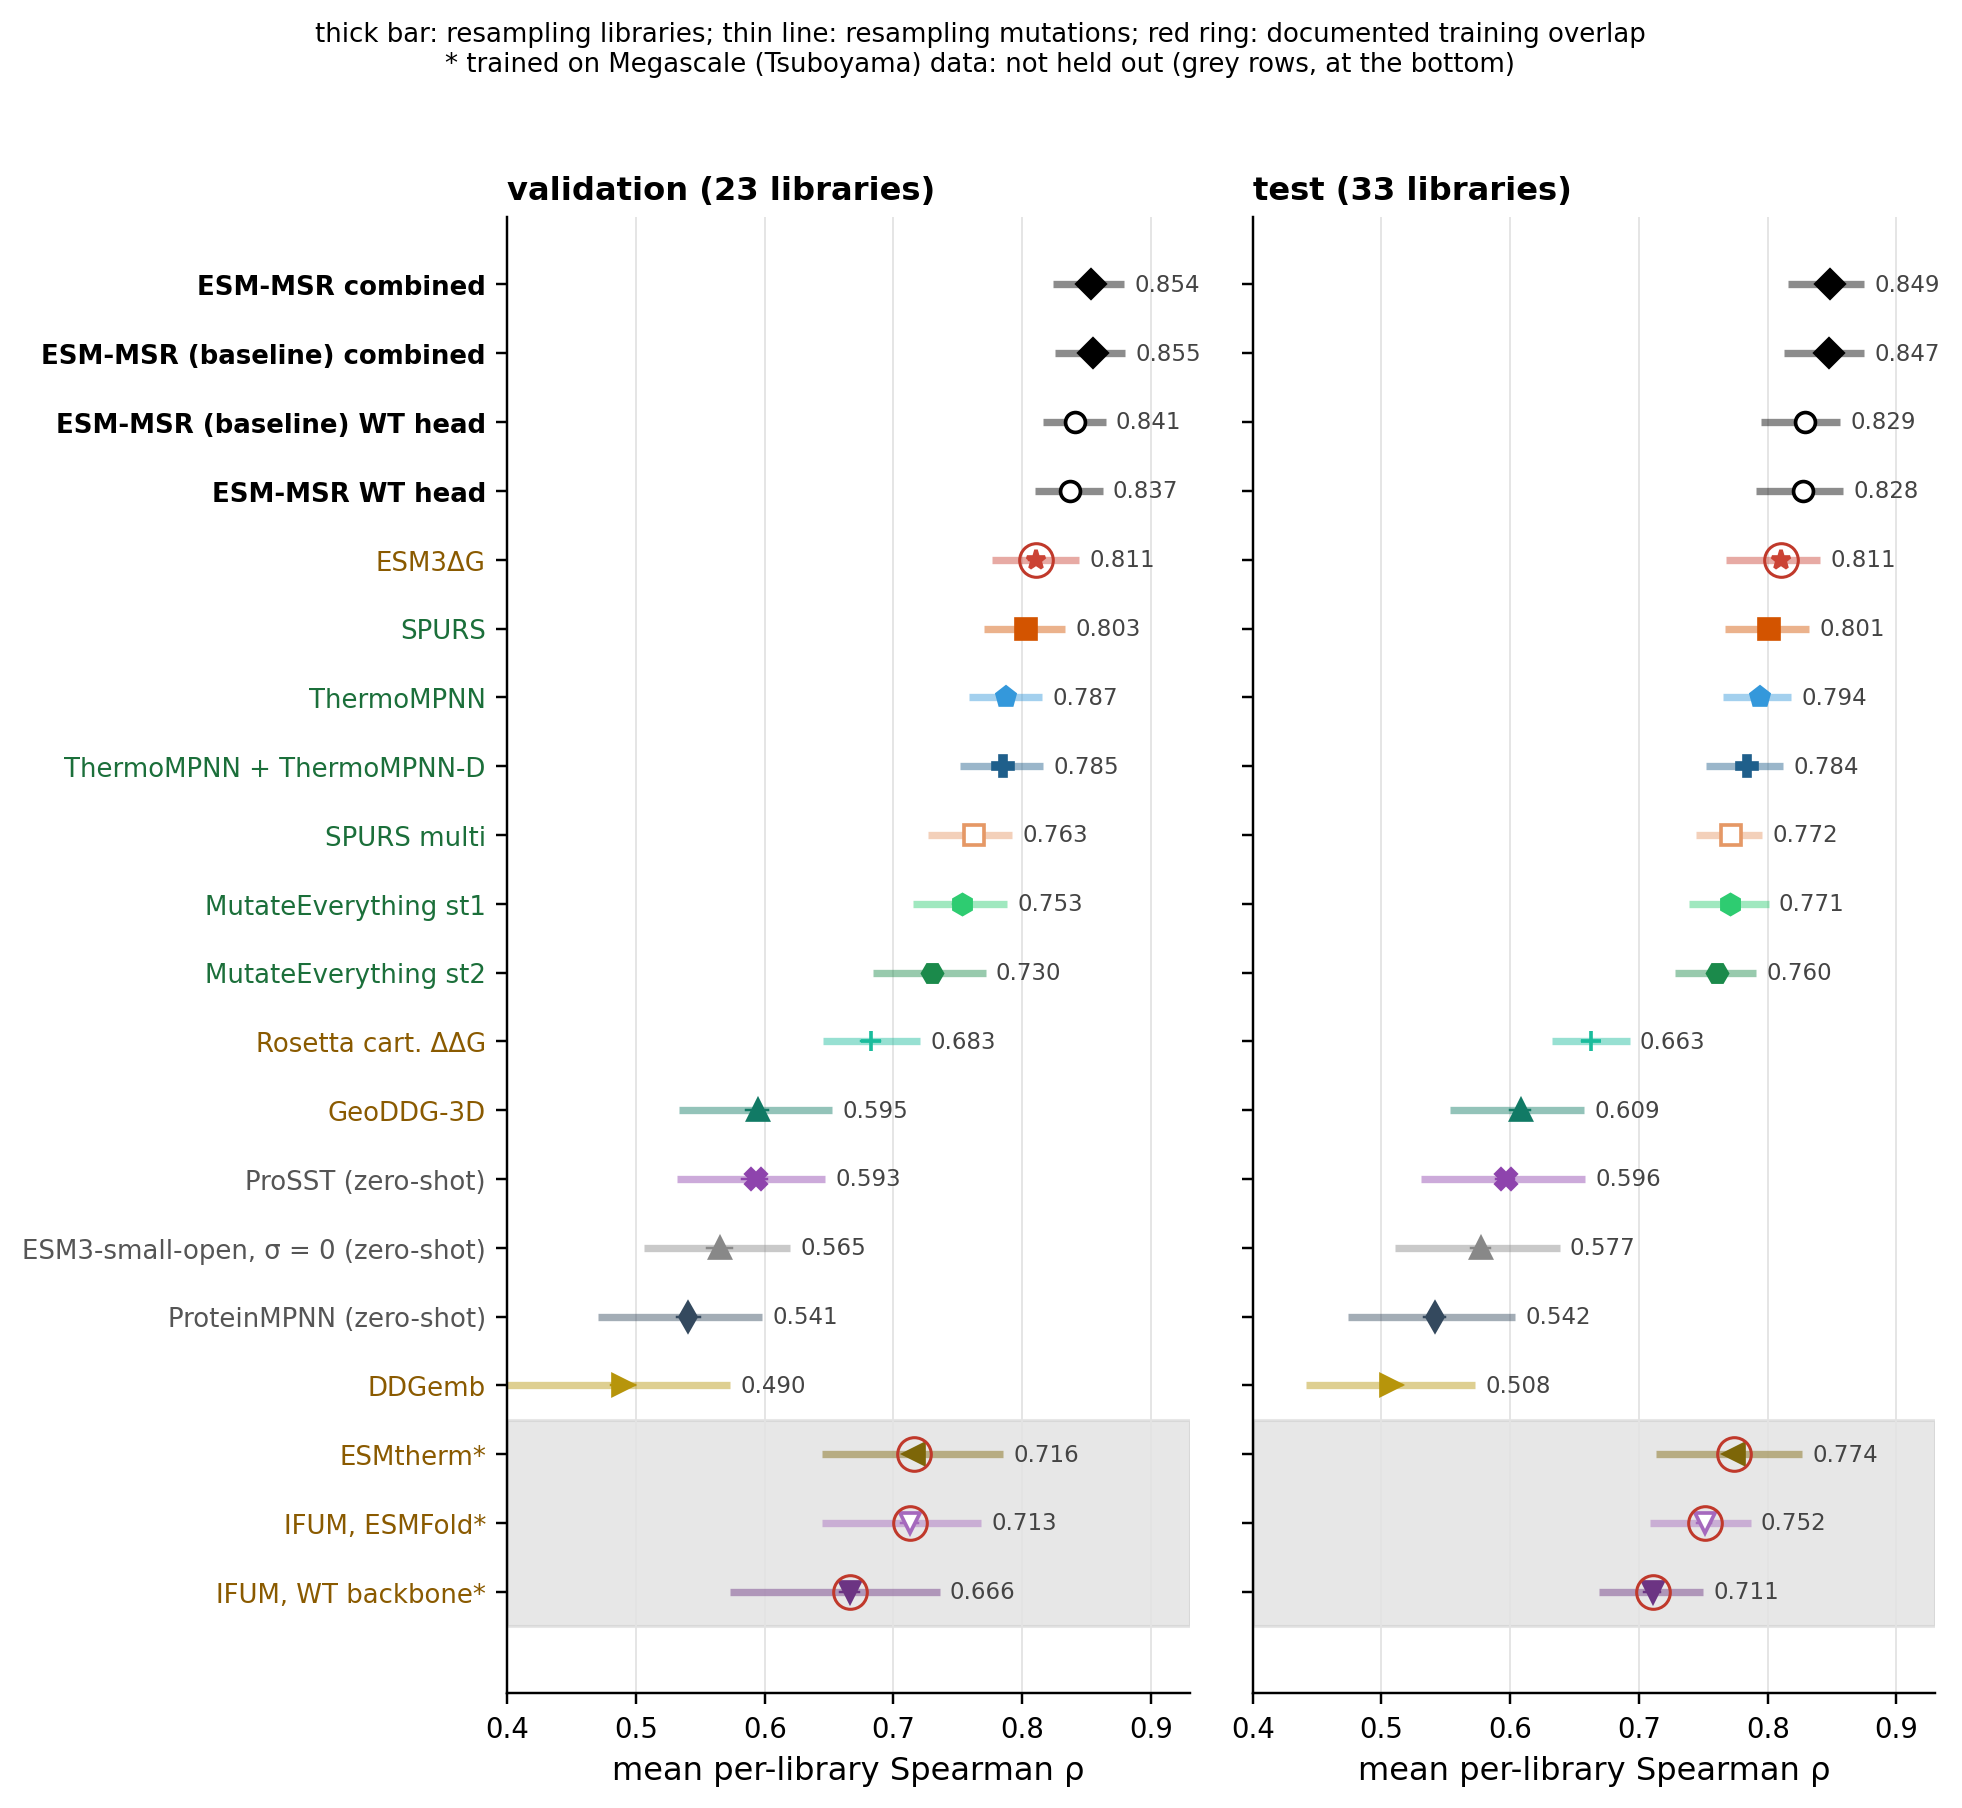 thick bar: resampling libraries; thin line: resampling mutations; red ring: documented training overlap
* trained on Megascale (Tsuboyama) data: not held out (grey rows, at the bottom)
validation (23 libraries)
test (33 libraries)
ESM-MSR combined 0.854 0.849
ESM-MSR (baseline) combined 0.855 0.847
ESM-MSR (baseline) WT head 0.841 0.829
ESM-MSR WT head 0.837 0.828
ESM3ΔG 0.811 0.811
SPURS 0.803 0.801
ThermoMPNN 0.787 0.794
ThermoMPNN + ThermoMPNN-D 0.785 0.784
SPURS multi 0.763 0.772
MutateEverything st1 0.753 0.771
MutateEverything st2 0.730 0.760
Rosetta cart. ΔΔG 0.683 0.663
GeoDDG-3D 0.595 0.609
ProSST (zero-shot) 0.593 0.596
ESM3-small-open, σ = 0 (zero-shot) 0.565 0.577
ProteinMPNN (zero-shot) 0.541 0.542
DDGemb 0.490 0.508
ESMtherm* 0.716 0.774
IFUM, ESMFold* 0.713 0.752
IFUM, WT backbone* 0.666 0.711
0.4 0.5 0.6 0.7 0.8 0.9 0.4 0.5 0.6 0.7 0.8 0.9
mean per-library Spearman ρ
mean per-library Spearman ρ